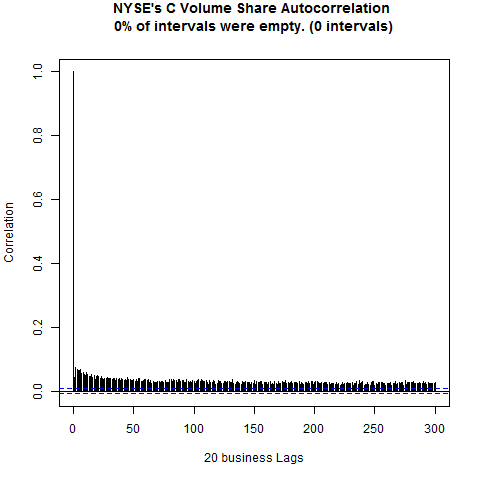 NYSE's C Volume Share Autocorrelation
0% of intervals were empty. (0 intervals)
1.0
0.8
0.6
0.4
0.2
0.0
Correlation
0 50 100 150 200 250 300
20 business Lags